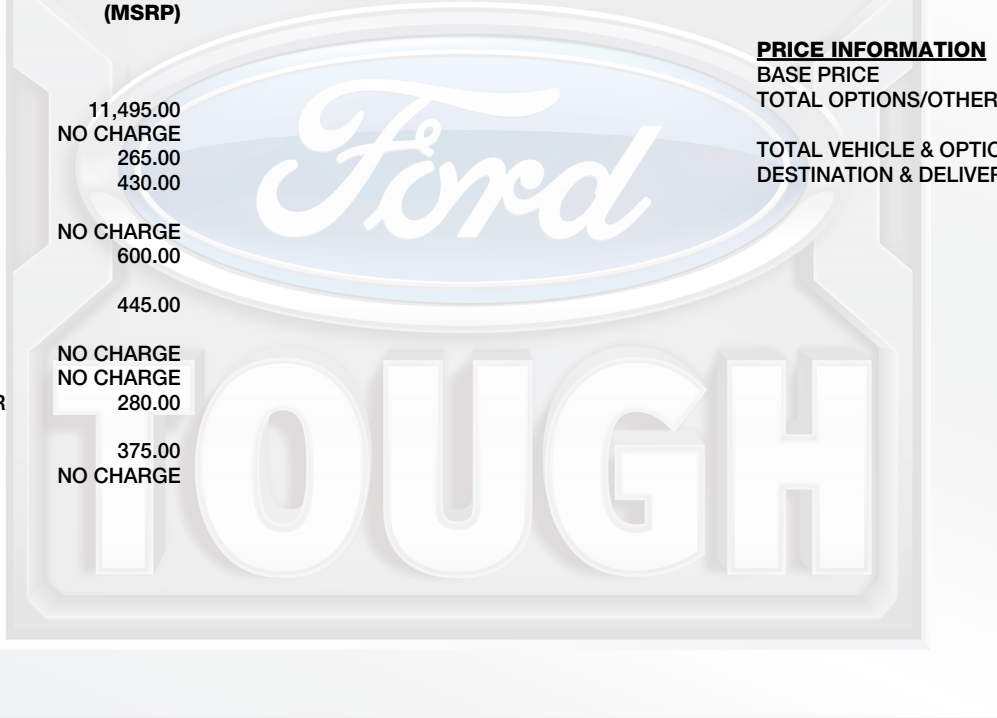 (MSRP)
11,495.00
NO CHARGE
265.00
430.00
NO CHARGE
600.00
445.00
NO CHARGE
NO CHARGE
280.00
375.00
NO CHARGE
PRICE INFORMATION
BASE PRICE
TOTAL OPTIONS/OTHER
TOTAL VEHICLE & OPTIO
DESTINATION & DELIVER
Ford
TOUGH